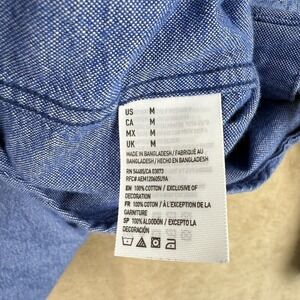 US M
CA M
MX M
UK M
MADE IN BANGLADESH / FABRIQUÉ AU
BANGLADESH / HECHO EN BANGLADESH
RN 54485/CA 03073
EN 100% COTTON / EXCLUSIVE OF
DECORATION
FR 100% COTON / À L'EXCEPTION DE LA
GARNITURE
SP 100% ALGODÓN / EXCEPTO LA
DECORACIÓN